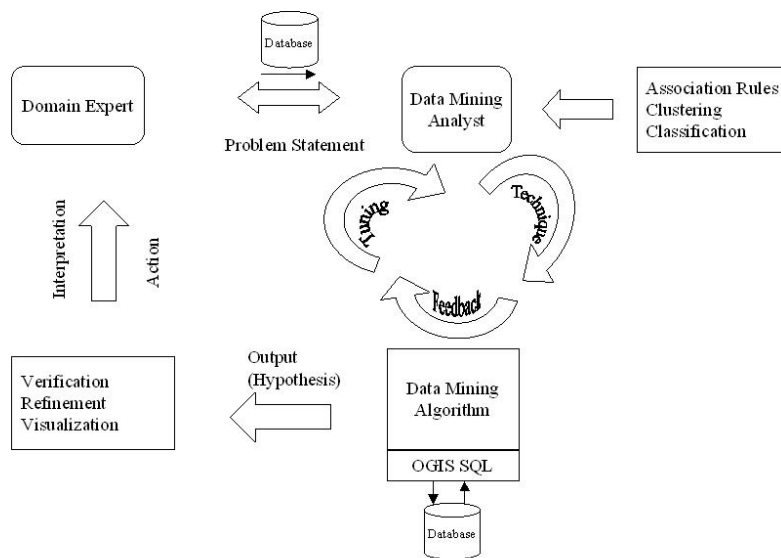 Database
Domain Expert
Data Mining
Analyst
Association Rules
Clustering
Classification
Problem Statement
Tuning
Technique
Feedback
Interpretation
Action
Verification
Refinement
Visualization
Output
(Hypothesis)
Data Mining
Algorithm
OGIS SQL
Database